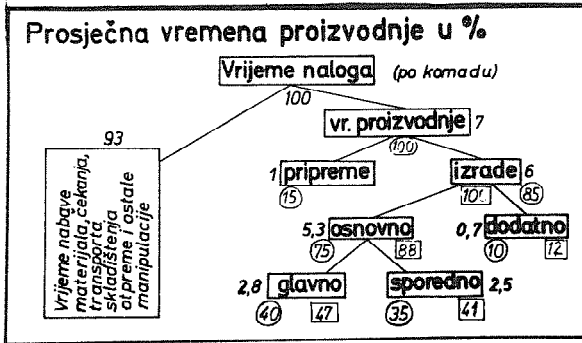 Prosječna vremena proizvodnje u %
Vrijeme naloga (po komadu)
100
93
vr. proizvodnje 7
100
1 pripreme
15
izrade 6
100 85
Vrijeme nabave
materijala, čekanja,
transporta
skladištenja
otpreme i ostale
manipulacije
5,3 osnovno
75 88
0,7 dodatno
10 12
2,8 glavno
40 47
sporedno 2,5
35 41